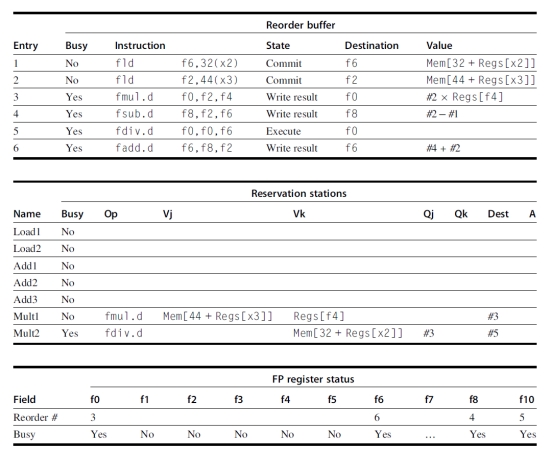 Reorder buffer
Entry Busy Instruction State Destination Value
1 No fld f6,32(x2) Commit f6 Mem[32 + Regs[x2]]
2 No fld f2,44(x3) Commit f2 Mem[44 + Regs[x3]]
3 Yes fmul.d f0,f2,f4 Write result f0 #2 × Regs[f4]
4 Yes fsub.d f8,f2,f6 Write result f8 #2 – #1
5 Yes fdiv.d f0,f0,f6 Execute f0
6 Yes fadd.d f6,f8,f2 Write result f6 #4 + #2
Reservation stations
Name Busy Op Vj Vk Qj Qk Dest A
Load1 No
Load2 No
Add1 No
Add2 No
Add3 No
Mult1 No fmul.d Mem[44 + Regs[x3]] Regs[f4] #3
Mult2 Yes fdiv.d Mem[32 + Regs[x2]] #3 #5
FP register status
Field f0 f1 f2 f3 f4 f5 f6 f7 f8 f10
Reorder # 3 6 4 5
Busy Yes No No No No No Yes … Yes Yes